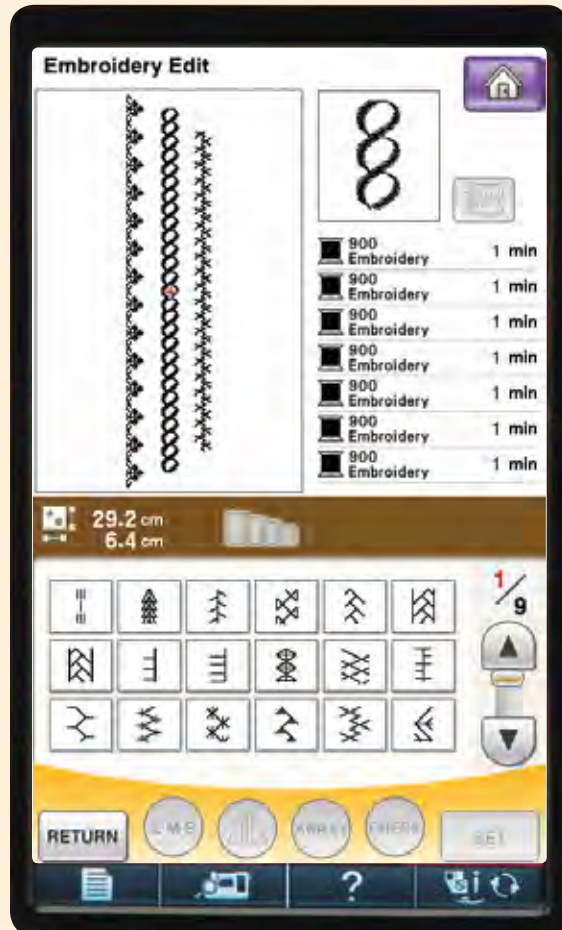 Embroidery Edit
900
Embroidery 1 min
900
Embroidery 1 min
900
Embroidery 1 min
900
Embroidery 1 min
900
Embroidery 1 min
900
Embroidery 1 min
900
Embroidery 1 min
29.2 cm
6.4 cm
1/9
RETURN
L·M·S
ARRAY
SET
?